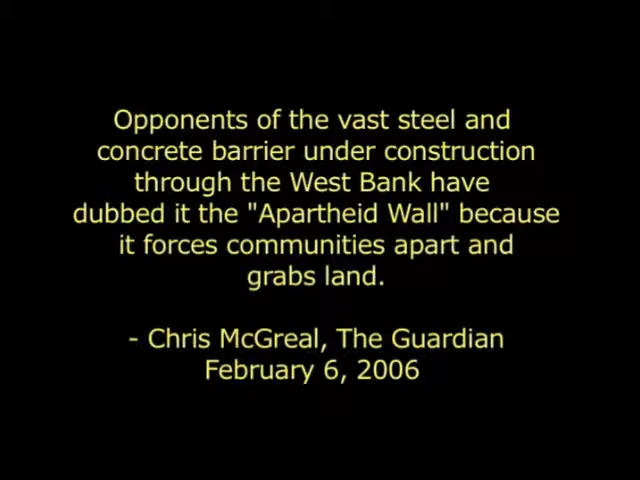 Opponents of the vast steel and
concrete barrier under construction
through the West Bank have
dubbed it the "Apartheid Wall" because
it forces communities apart and
grabs land.
- Chris McGreal, The Guardian
February 6, 2006